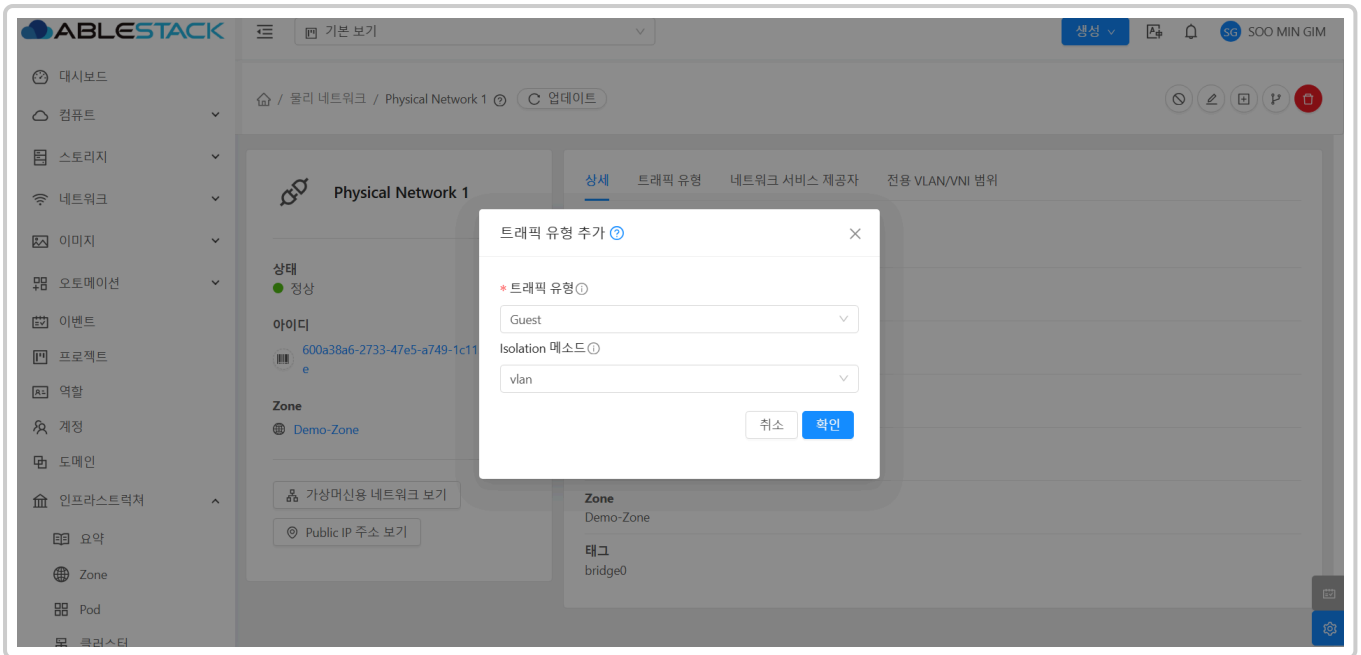 ABLESTACK
기본 보기
생성
SG SOO MIN GIM
대시보드
컴퓨트
스토리지
네트워크
이미지
오토메이션
이벤트
프로젝트
역할
계정
도메인
인프라스트럭쳐
요약
Zone
Pod
클러스터
/ 물리 네트워크 / Physical Network 1
업데이트
Physical Network 1
상태
정상
아이디
600a38a6-2733-47e5-a749-1c11
e
Zone
Demo-Zone
가상머신용 네트워크 보기
Public IP 주소 보기
상세 트래픽 유형 네트워크 서비스 제공자 전용 VLAN/VNI 범위
트래픽 유형 추가
* 트래픽 유형
Guest
Isolation 메소드
vlan
취소 확인
Zone
Demo-Zone
태그
bridge0